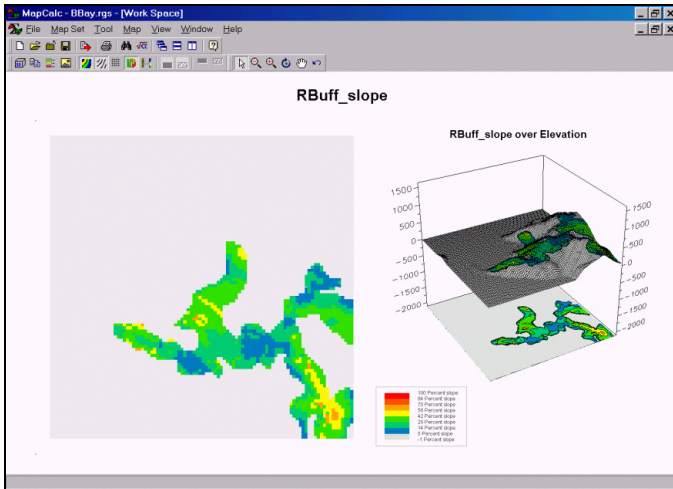 MapCalc - BBay.rgs - [Work Space]
File Map Set Tool Map View Window Help
RBuff_slope
RBuff_slope over Elevation
1500
1000
500
0
-500
-1000
-1500
-2000
1500
1000
500
0
-500
-1000
-1500
-2000
100 Percent slope
84 Percent slope
70 Percent slope
56 Percent slope
42 Percent slope
28 Percent slope
14 Percent slope
0 Percent slope
-1 Percent slope